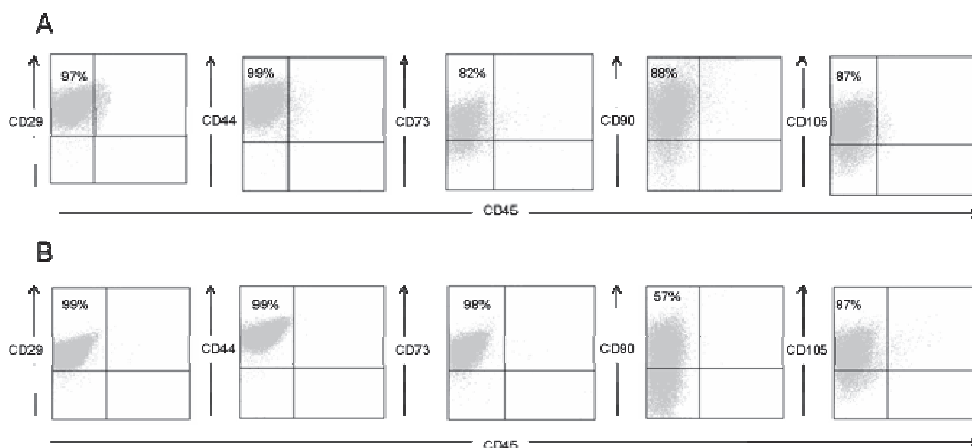 A
97%
99%
82%
88%
87%
CD29
CD44
CD73
CD90
CD105
CD45
B
99%
99%
98%
57%
87%
CD29
CD44
CD73
CD90
CD105
CD45